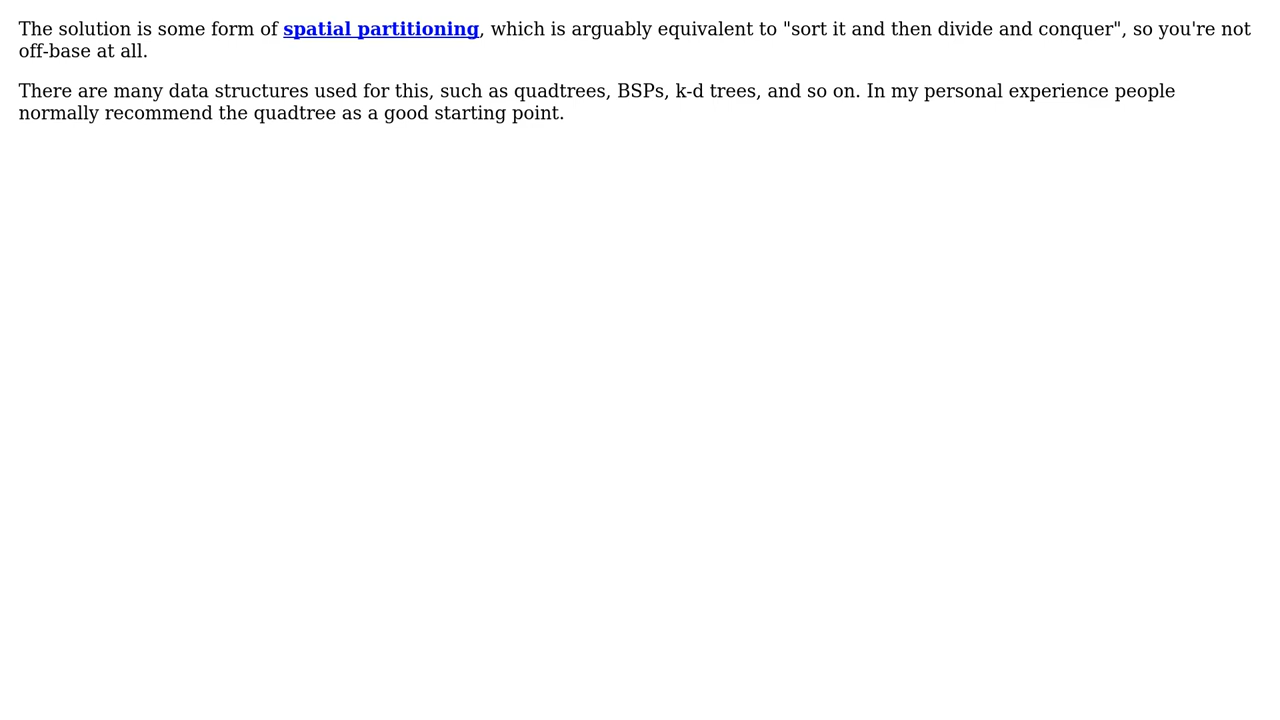 The solution is some form of spatial partitioning, which is arguably equivalent to "sort it and then divide and conquer", so you're not
off-base at all.
There are many data structures used for this, such as quadtrees, BSPs, k-d trees, and so on. In my personal experience people
normally recommend the quadtree as a good starting point.